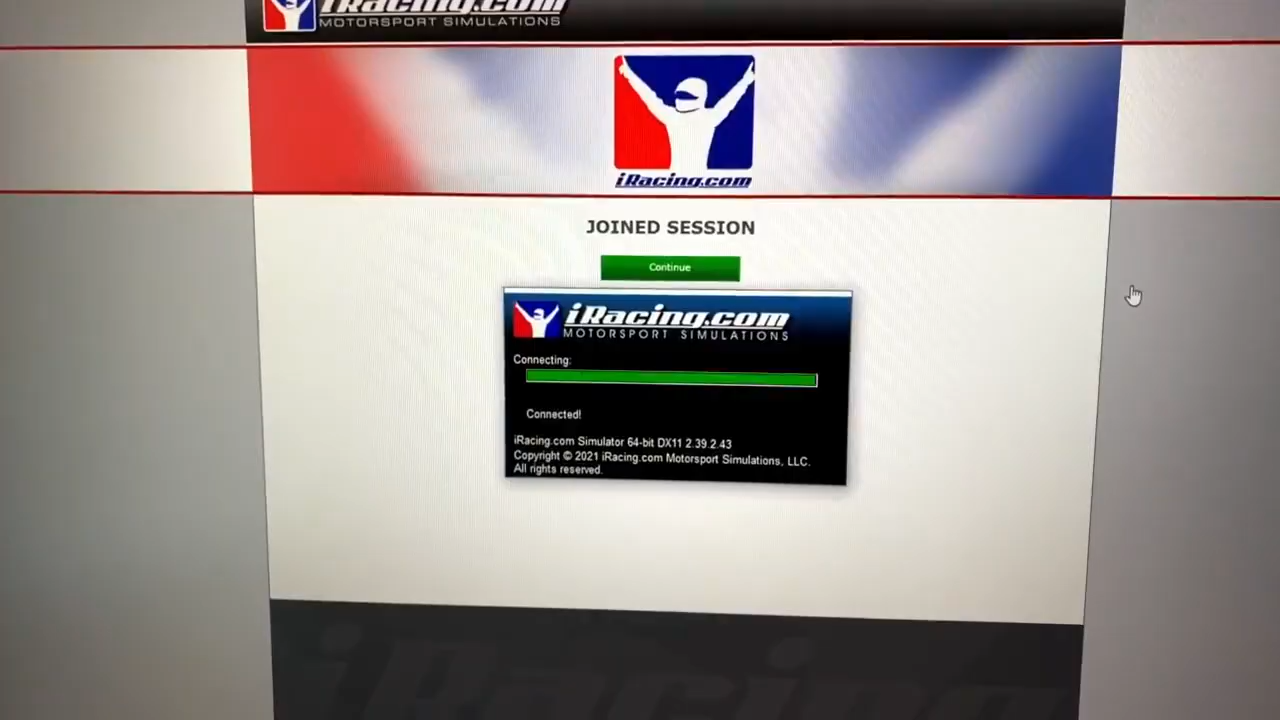 iRacing.com
MOTORSPORT SIMULATIONS
iRacing.com
JOINED SESSION
Continue
iRacing.com
MOTORSPORT SIMULATIONS
Connecting:
Connected!
iRacing.com Simulator 64-bit DX11 2.39.2.43
Copyright © 2021 iRacing.com Motorsport Simulations, LLC.
All rights reserved.
iRacing